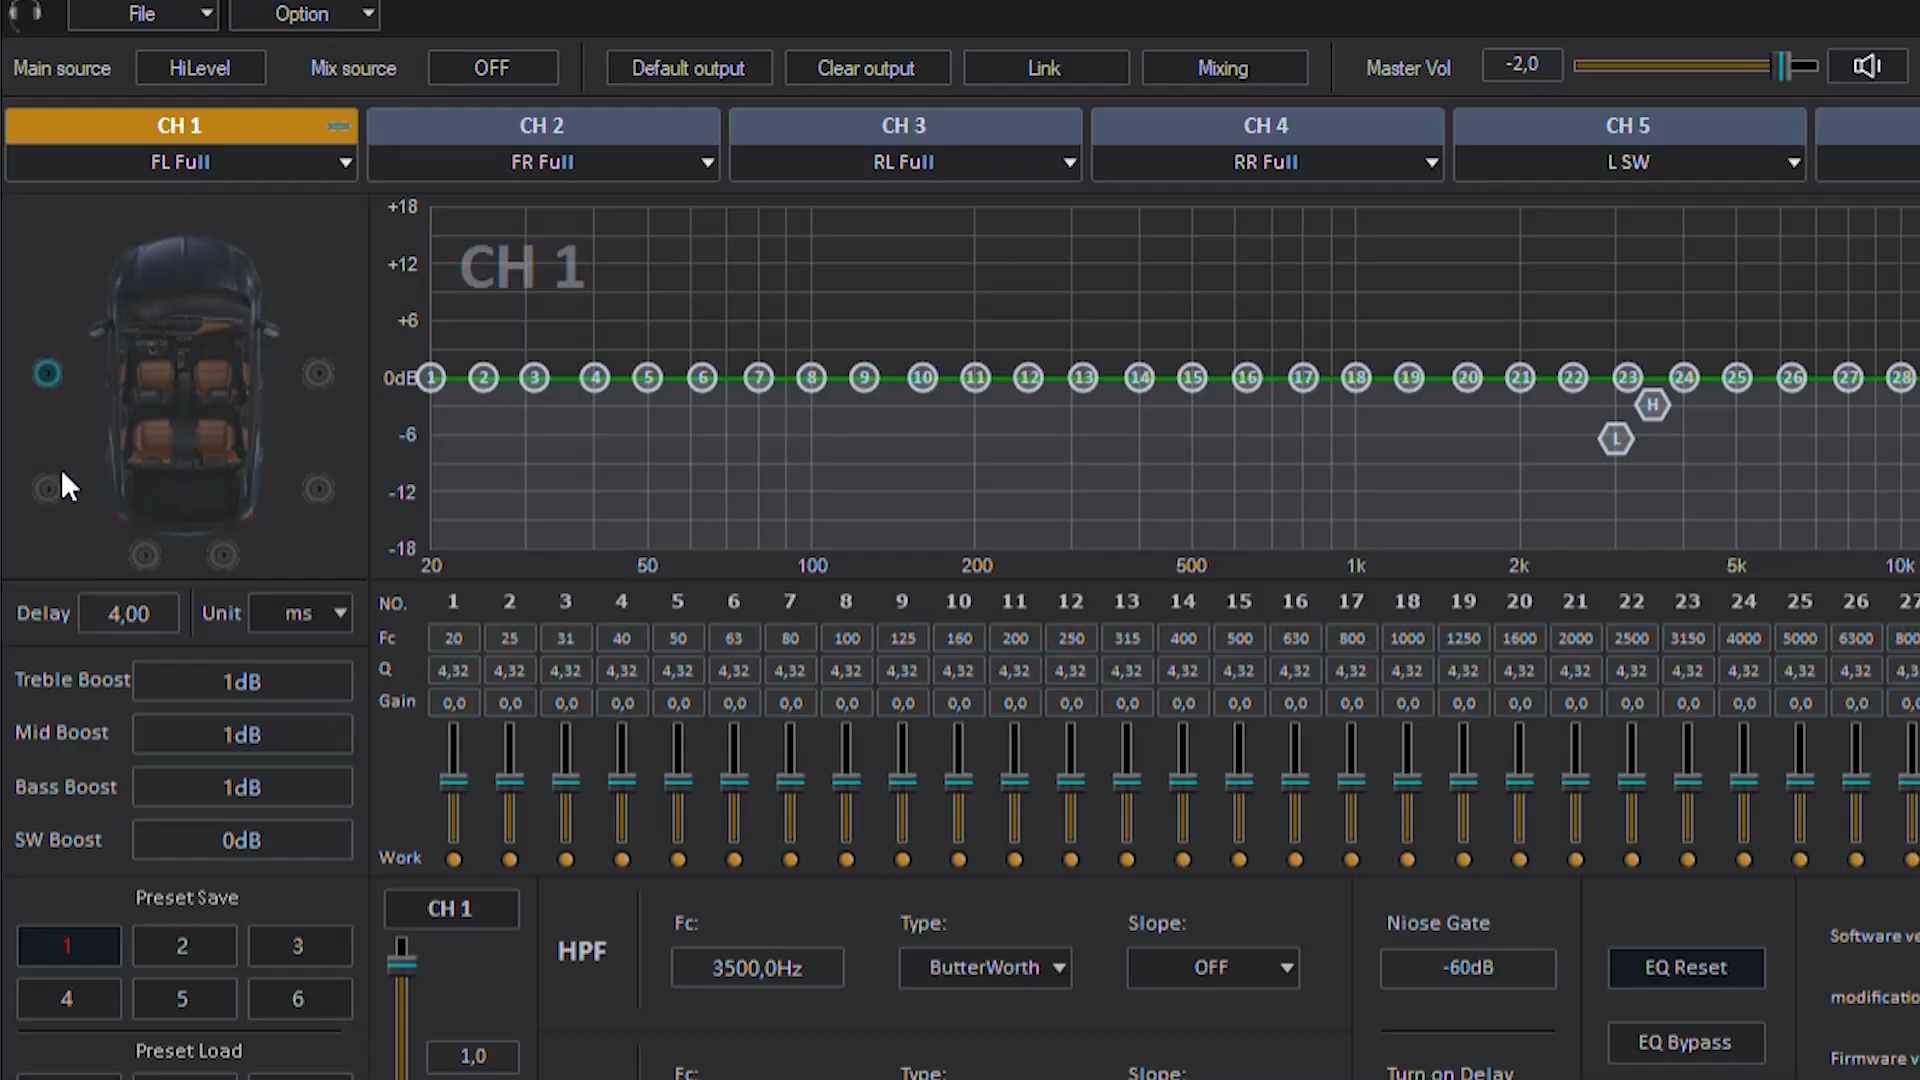 File Option
Main source HiLevel Mix source OFF Default output Clear output Link Mixing Master Vol -2,0
CH 1 CH 2 CH 3 CH 4 CH 5
FL Full FR Full RL Full RR Full L SW
+18
CH 1
+12
+6
0dB 1 2 3 4 5 6 7 8 9 10 11 12 13 14 15 16 17 18 19 20 21 22 23 24 25 26 27 28
H
L
-6
-12
-18
20 50 100 200 500 1k 2k 5k 10k
Delay 4,00 Unit ms
NO. 1 2 3 4 5 6 7 8 9 10 11 12 13 14 15 16 17 18 19 20 21 22 23 24 25 26 27
Fc 20 25 31 40 50 63 80 100 125 160 200 250 315 400 500 630 800 1000 1250 1600 2000 2500 3150 4000 5000 6300 800
Q 4,32 4,32 4,32 4,32 4,32 4,32 4,32 4,32 4,32 4,32 4,32 4,32 4,32 4,32 4,32 4,32 4,32 4,32 4,32 4,32 4,32 4,32 4,32 4,32 4,32 4,32 4,3
Gain 0,0 0,0 0,0 0,0 0,0 0,0 0,0 0,0 0,0 0,0 0,0 0,0 0,0 0,0 0,0 0,0 0,0 0,0 0,0 0,0 0,0 0,0 0,0 0,0 0,0 0,0 0,0
Treble Boost 1dB
Mid Boost 1dB
Bass Boost 1dB
SW Boost 0dB
Work
Preset Save
1 2 3
4 5 6
Preset Load
CH 1
1,0
HPF
Fc: Type: Slope:
3500,0Hz ButterWorth OFF
Fc: Type: Slope:
Niose Gate
-60dB
Turn on Delay
EQ Reset
EQ Bypass
Software ve
modificatio
Firmware v